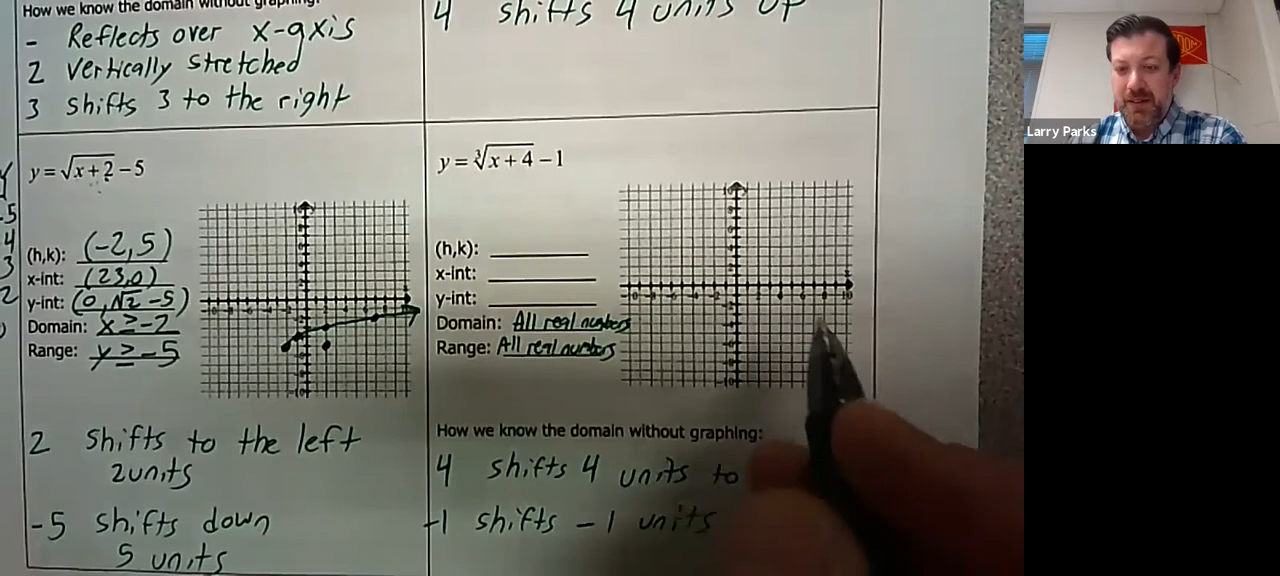 How we know the domain without graphing:
- Reflects over x-axis
2 Vertically stretched
3 shifts 3 to the right
4 shifts 4 units up
Larry Parks
y = √x + 2 - 5
(h,k): (-2, 5)
x-int: (23,0)
y-int: (0, √2 - 5)
Domain: x ≥ -2
Range: y ≥ -5
2 shifts to the left
2 units
-5 shifts down
5 units
y = ∛x + 4 - 1
(h,k):
x-int:
y-int:
Domain: All real numbers
Range: All real numbers
How we know the domain without graphing:
4 shifts 4 units to
-1 shifts -1 units